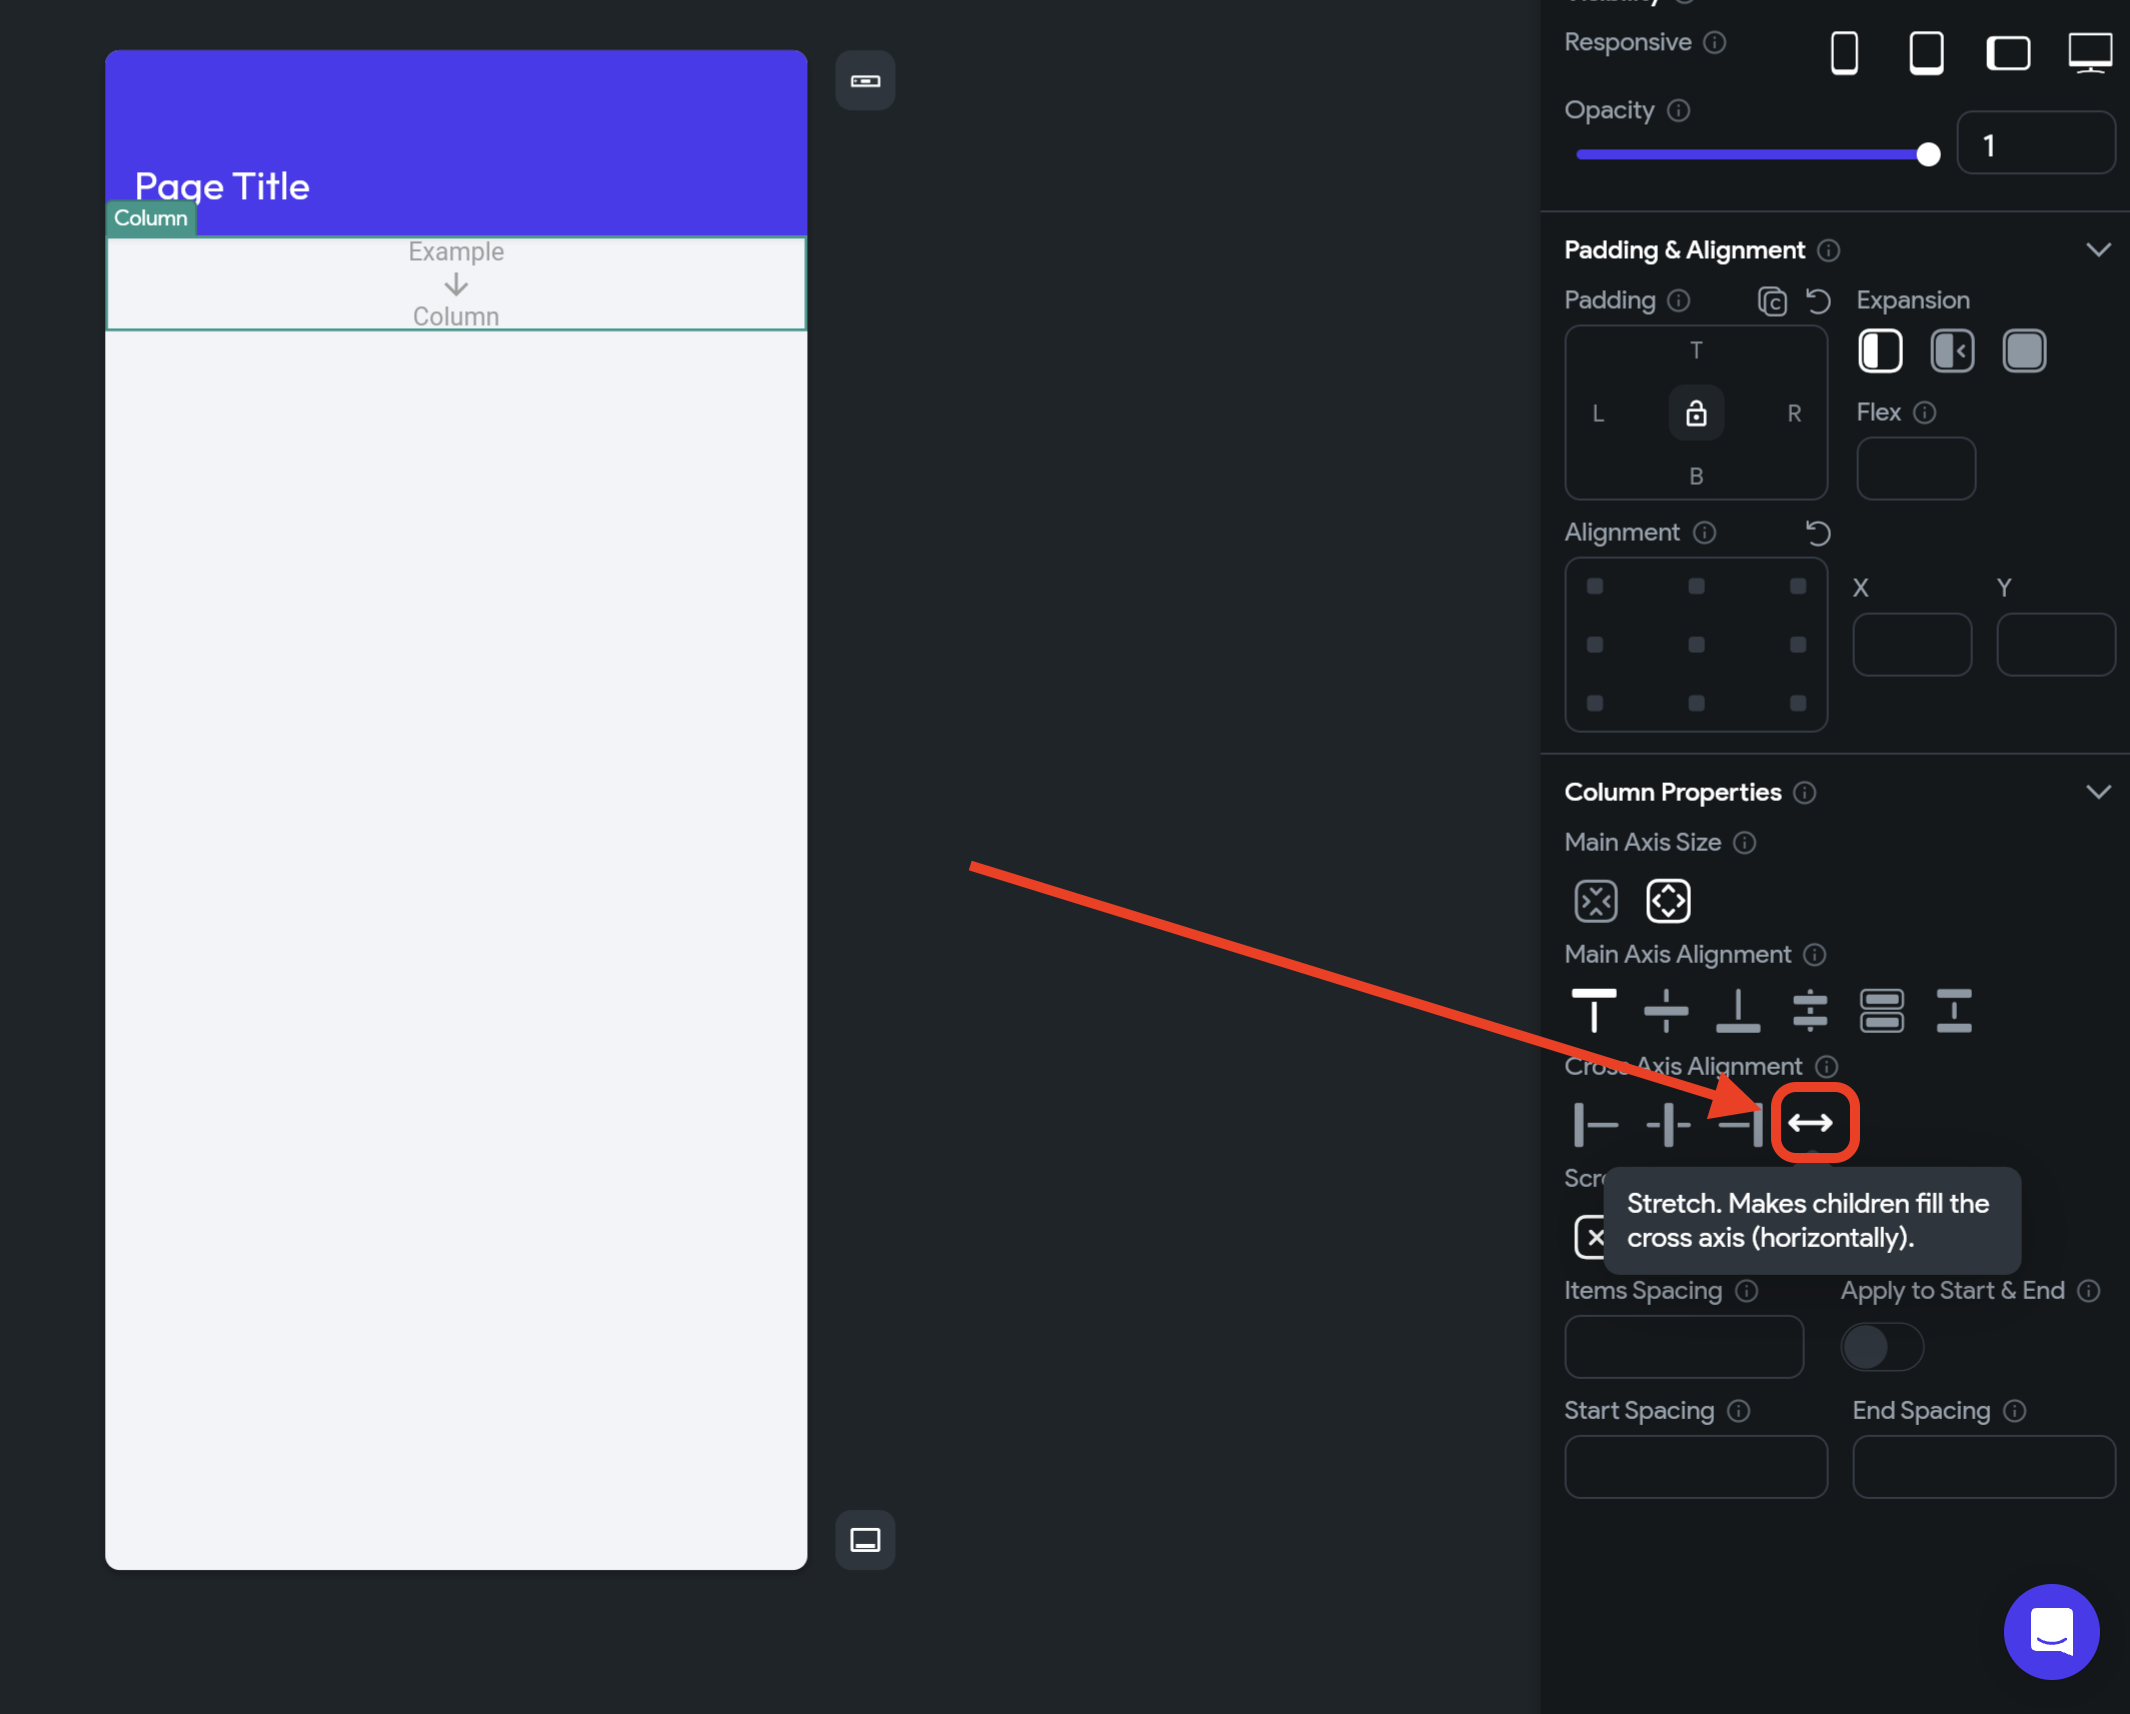 Page Title
Column
Example
Column
Responsive
Opacity
1
Padding & Alignment
Padding
Expansion
T
L
R
B
Flex
Alignment
X
Y
Column Properties
Main Axis Size
Main Axis Alignment
Cross Axis Alignment
Stretch. Makes children fill the
cross axis (horizontally).
Items Spacing
Apply to Start & End
Start Spacing
End Spacing